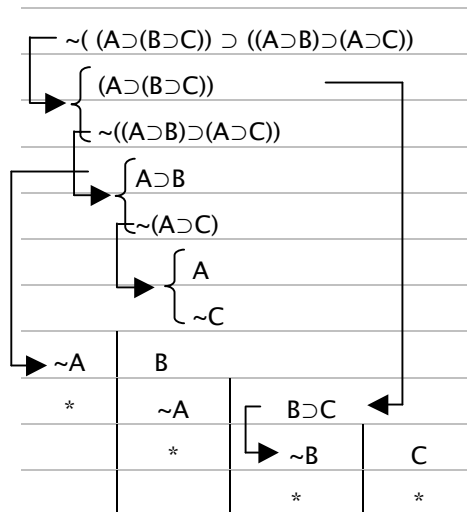 ~( (A⊃(B⊃C)) ⊃ ((A⊃B)⊃(A⊃C))
(A⊃(B⊃C))
~((A⊃B)⊃(A⊃C))
A⊃B
~(A⊃C)
A
~C
~A B
* ~A B⊃C
* ~B C
* *